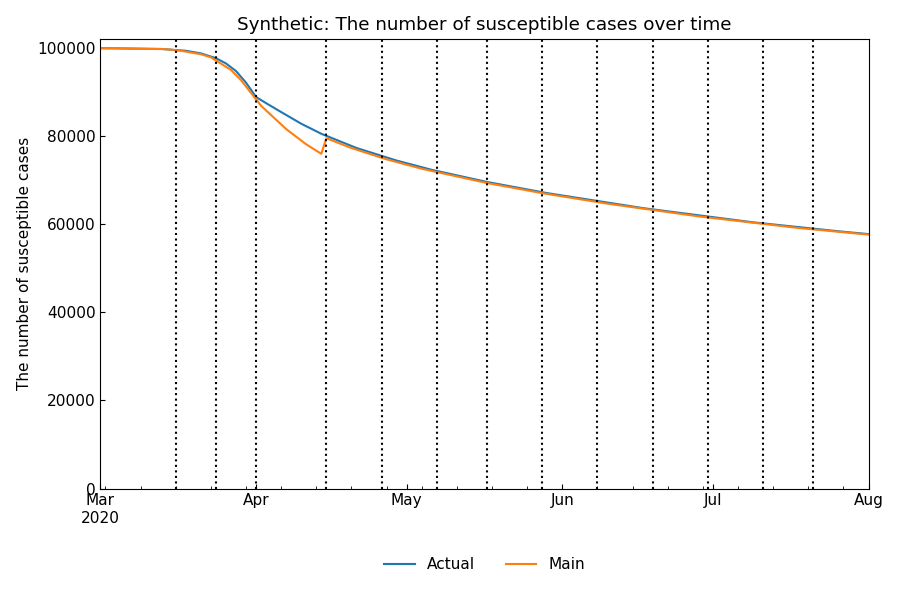 Synthetic: The number of susceptible cases over time
The number of susceptible cases
100000
80000
60000
40000
20000
0
Mar Apr May Jun Jul Aug
2020
Actual Main